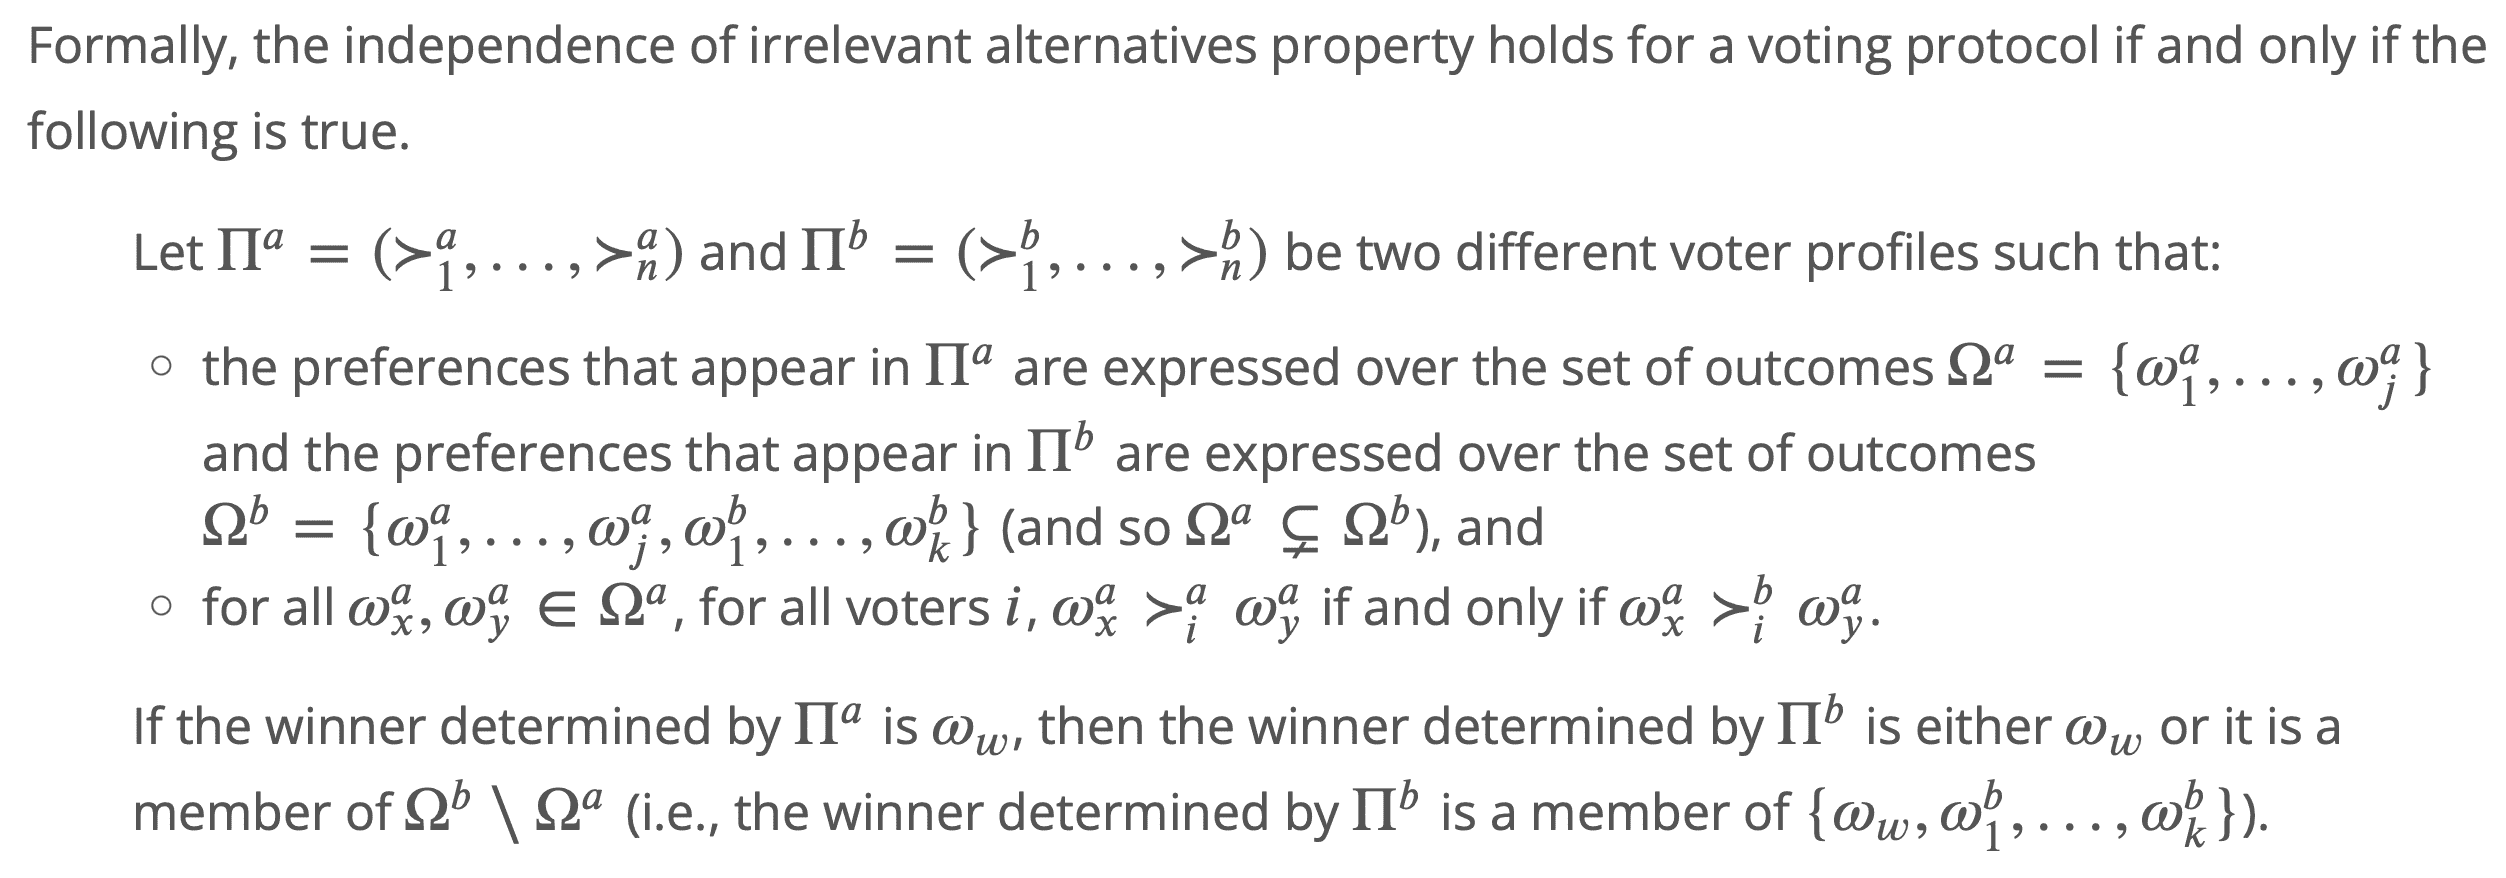 Formally, the independence of irrelevant alternatives property holds for a voting protocol if and only if the
following is true.
Let Πᵃ = (≻₁ᵃ, . . . , ≻ₙᵃ) and Πᵇ = (≻₁ᵇ, . . . , ≻ₙᵇ) be two different voter profiles such that:
◦ the preferences that appear in Πᵃ are expressed over the set of outcomes Ωᵃ = {ω₁ᵃ, . . . , ωⱼᵃ}
and the preferences that appear in Πᵇ are expressed over the set of outcomes
Ωᵇ = {ω₁ᵃ, . . . , ωⱼᵃ, ω₁ᵇ, . . . , ωₖᵇ} (and so Ωᵃ ⊊ Ωᵇ), and
◦ for all ωₓᵃ, ω_yᵃ ∈ Ωᵃ, for all voters i, ωₓᵃ ≻ᵢᵃ ω_yᵃ if and only if ωₓᵃ ≻ᵢᵇ ω_yᵃ.
If the winner determined by Πᵃ is ω_w, then the winner determined by Πᵇ is either ω_w or it is a
member of Ωᵇ \ Ωᵃ (i.e., the winner determined by Πᵇ is a member of {ω_w, ω₁ᵇ, . . . , ωₖᵇ}).